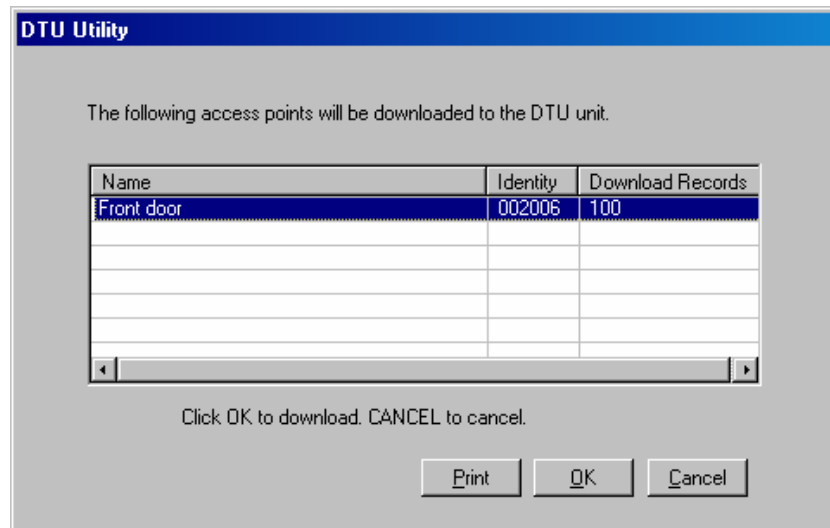 DTU Utility
The following access points will be downloaded to the DTU unit.
Name Identity Download Records
Front door 002006 100
Click OK to download. CANCEL to cancel.
Print OK Cancel